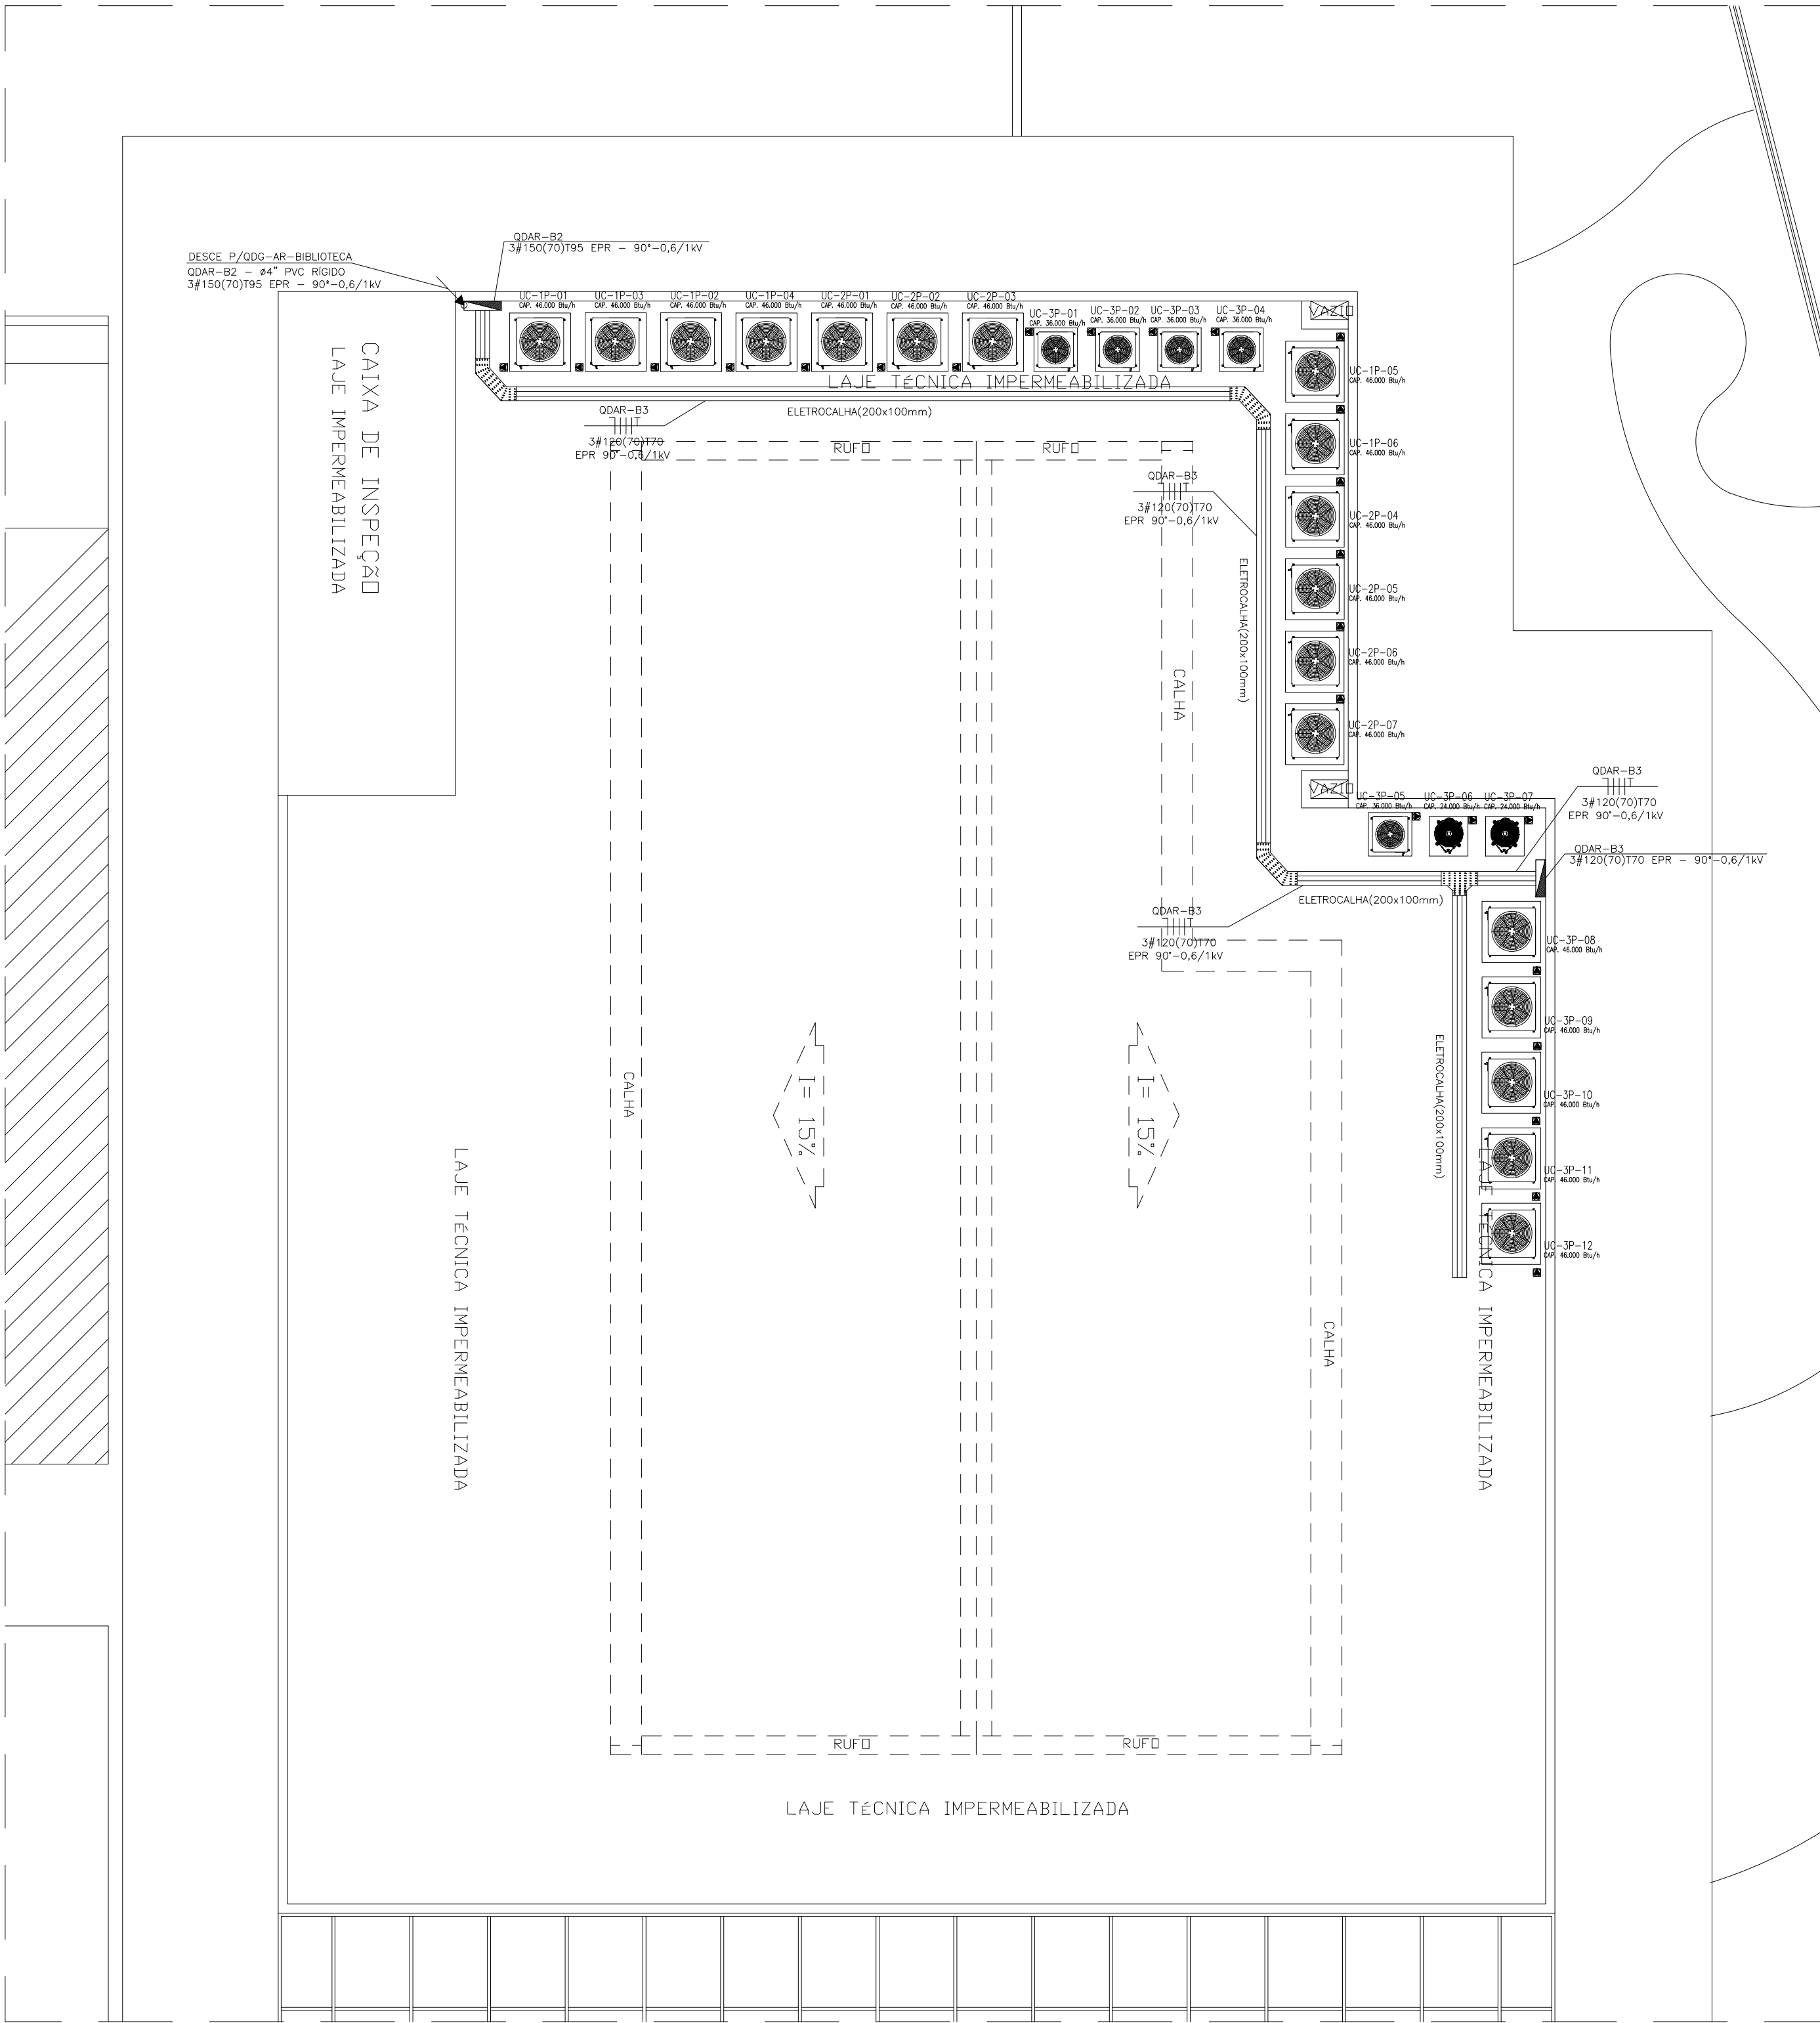 QDAR-B2
3#150(70)T95 EPR - 90°-0,6/1kV
DESCE P/QDG-AR-BIBLIOTECA
QDAR-B2 - ø4" PVC RÍGIDO
3#150(70)T95 EPR - 90°-0,6/1kV
UC-1P-01
CAP. 46.000 Btu/h
UC-1P-03
CAP. 46.000 Btu/h
UC-1P-02
CAP. 46.000 Btu/h
UC-1P-04
CAP. 46.000 Btu/h
UC-2P-01
CAP. 46.000 Btu/h
UC-2P-02
CAP. 46.000 Btu/h
UC-2P-03
CAP. 46.000 Btu/h
UC-3P-01
CAP. 36.000 Btu/h
UC-3P-02
CAP. 36.000 Btu/h
UC-3P-03
CAP. 36.000 Btu/h
UC-3P-04
CAP. 36.000 Btu/h
VAZIO
CAIXA DE INSPEÇÃO
LAJE IMPERMEABILIZADA
LAJE TÉCNICA IMPERMEABILIZADA
UC-1P-05
CAP. 46.000 Btu/h
QDAR-B3
3#120(70)T70
EPR 90°-0,6/1kV
ELETROCALHA(200x100mm)
RUFO
RUFO
UC-1P-06
CAP. 46.000 Btu/h
QDAR-B3
3#120(70)T70
EPR 90°-0,6/1kV
UC-2P-04
CAP. 46.000 Btu/h
ELETROCALHA(200x100mm)
UC-2P-05
CAP. 46.000 Btu/h
CALHA
UC-2P-06
CAP. 46.000 Btu/h
UC-2P-07
CAP. 46.000 Btu/h
VAZIO
UC-3P-05
CAP. 36.000 Btu/h
UC-3P-06
CAP. 24.000 Btu/h
UC-3P-07
CAP. 24.000 Btu/h
QDAR-B3
3#120(70)T70
EPR 90°-0,6/1kV
QDAR-B3
3#120(70)T70 EPR - 90°-0,6/1kV
ELETROCALHA(200x100mm)
QDAR-B3
3#120(70)T70
EPR 90°-0,6/1kV
UC-3P-08
CAP. 46.000 Btu/h
UC-3P-09
CAP. 46.000 Btu/h
ELETROCALHA(200x100mm)
CALHA
I= 15%
I= 15%
UC-3P-10
CAP. 46.000 Btu/h
UC-3P-11
CAP. 46.000 Btu/h
UC-3P-12
CAP. 46.000 Btu/h
LAJE TÉCNICA IMPERMEABILIZADA
LAJE TÉCNICA IMPERMEABILIZADA
CALHA
RUFO
RUFO
LAJE TÉCNICA IMPERMEABILIZADA